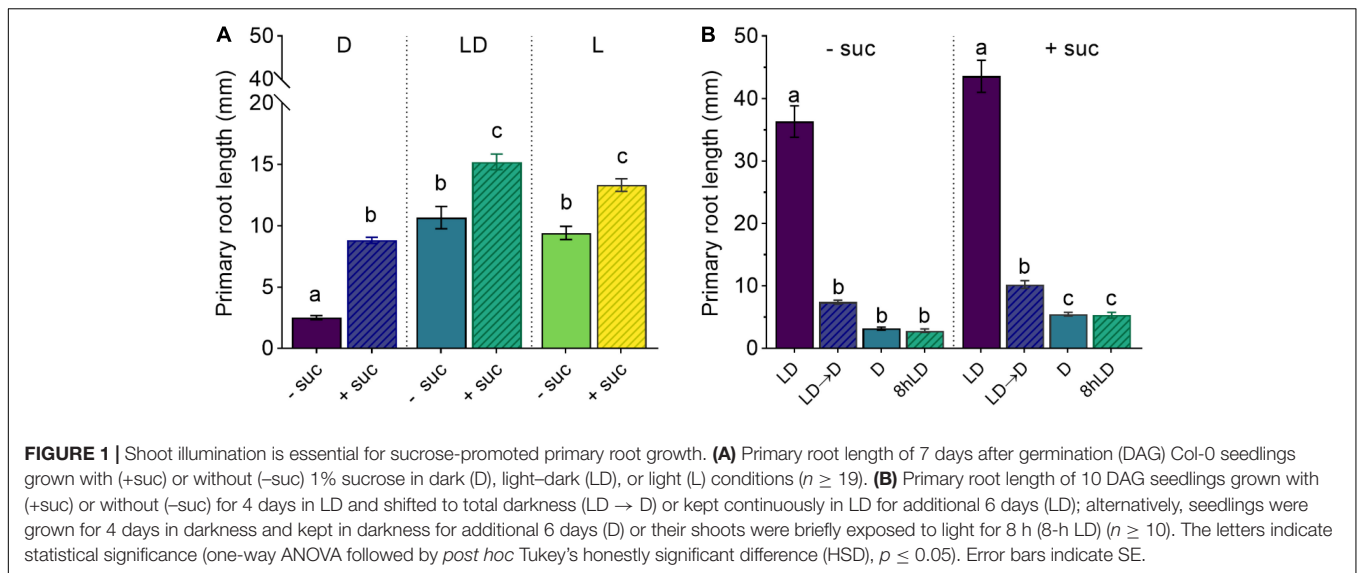 A
D
LD
L
Primary root length (mm)
50
40
20
15
10
5
0
a
b
b
c
b
c
- suc
+ suc
- suc
+ suc
- suc
+ suc
B
- suc
+ suc
Primary root length (mm)
50
40
30
20
10
0
a
b
b
b
a
b
c
c
LD
LD→D
D
8hLD
LD
LD→D
D
8hLD
FIGURE 1 | Shoot illumination is essential for sucrose-promoted primary root growth. (A) Primary root length of 7 days after germination (DAG) Col-0 seedlings
grown with (+suc) or without (–suc) 1% sucrose in dark (D), light–dark (LD), or light (L) conditions (n ≥ 19). (B) Primary root length of 10 DAG seedlings grown with
(+suc) or without (–suc) for 4 days in LD and shifted to total darkness (LD → D) or kept continuously in LD for additional 6 days (LD); alternatively, seedlings were
grown for 4 days in darkness and kept in darkness for additional 6 days (D) or their shoots were briefly exposed to light for 8 h (8-h LD) (n ≥ 10). The letters indicate
statistical significance (one-way ANOVA followed by post hoc Tukey's honestly significant difference (HSD), p ≤ 0.05). Error bars indicate SE.